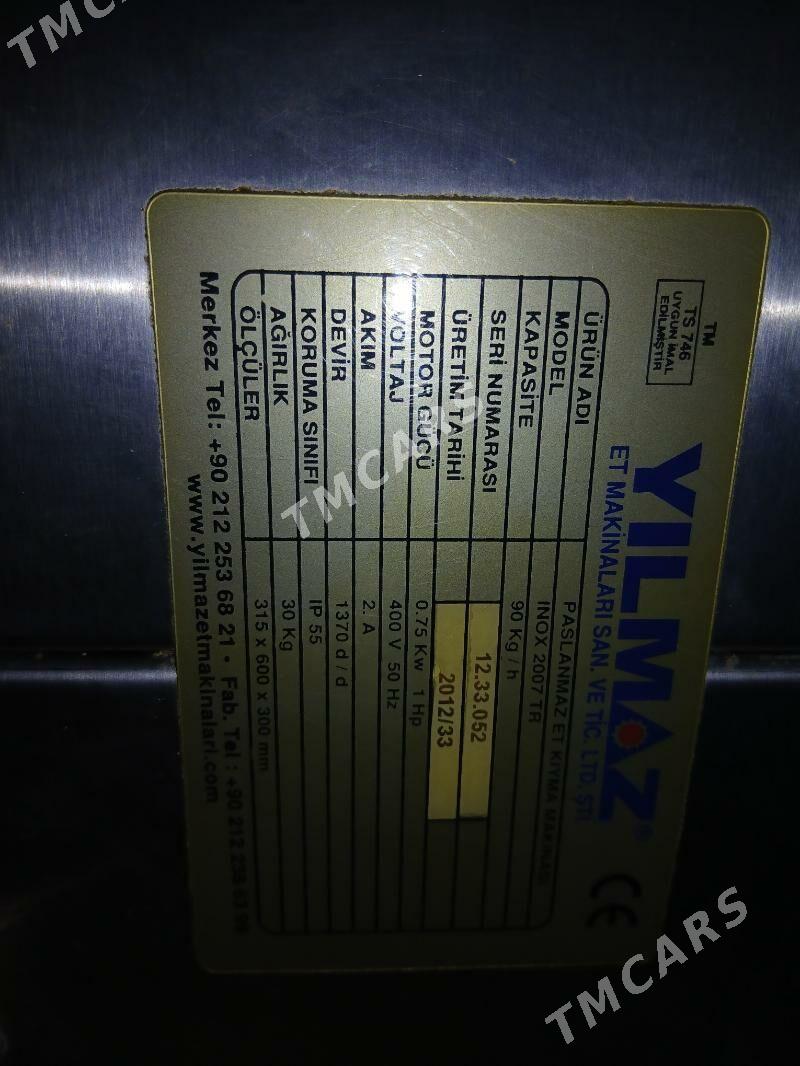 TM
TS 746
UYGUN İMAL
EDİLMİŞTİR
YILMAZ®
ET MAKİNALARI SAN. VE TİC. LTD. ŞTİ
CE
ÜRÜN ADI PASLANMAZ ET KIYMA MAKİNASI
MODEL INOX 2007 TR
KAPASİTE 90 Kg / h
SERİ NUMARASI 12.33.052
ÜRETİM TARİHİ 2012/33
MOTOR GÜCÜ 0.75 Kw 1 Hp
VOLTAJ 400 V 50 Hz
AKIM 2. A
DEVİR 1370 d / d
KORUMA SINIFI IP 55
AĞIRLIK 30 Kg
ÖLÇÜLER 315 x 600 x 300 mm
Merkez Tel: +90 212 253 68 21 • Fab. Tel : +90 212 238 63 99
www.yilmazetmakinalari.com
TMCARS
TMCARS
TMCARS